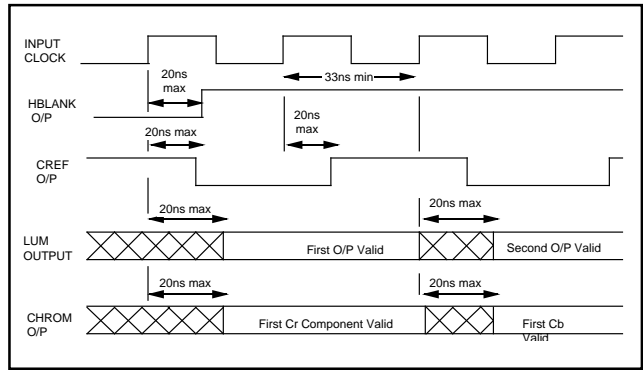 INPUT
CLOCK
20ns
max
33ns min
HBLANK
O/P
20ns max
20ns
max
CREF
O/P
20ns max
20ns max
LUM
OUTPUT
First O/P Valid
Second O/P Valid
20ns max
20ns max
CHROM
O/P
First Cr Component Valid
First Cb
Valid